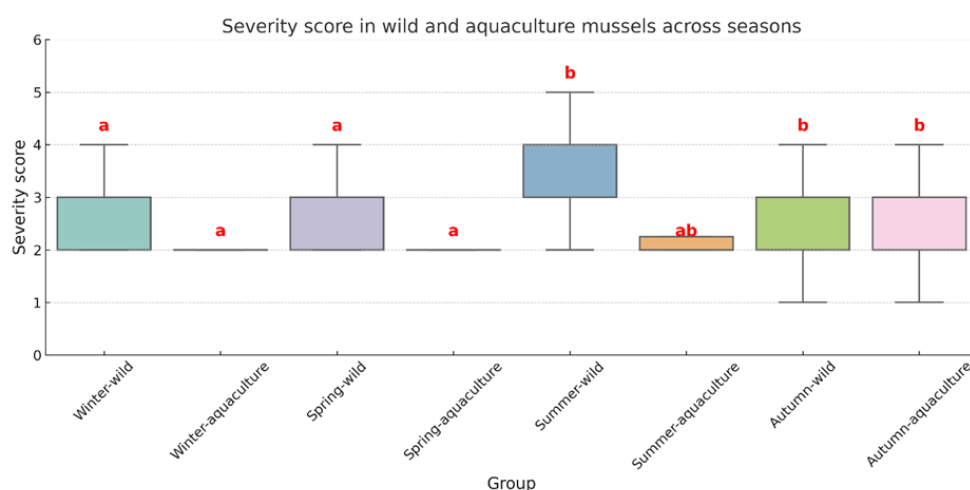 Severity score in wild and aquaculture mussels across seasons
6
5
4
3
2
1
0
Severity score
a
a
a
a
b
ab
b
b
Winter-wild
Winter-aquaculture
Spring-wild
Spring-aquaculture
Summer-wild
Summer-aquaculture
Autumn-wild
Autumn-aquaculture
Group